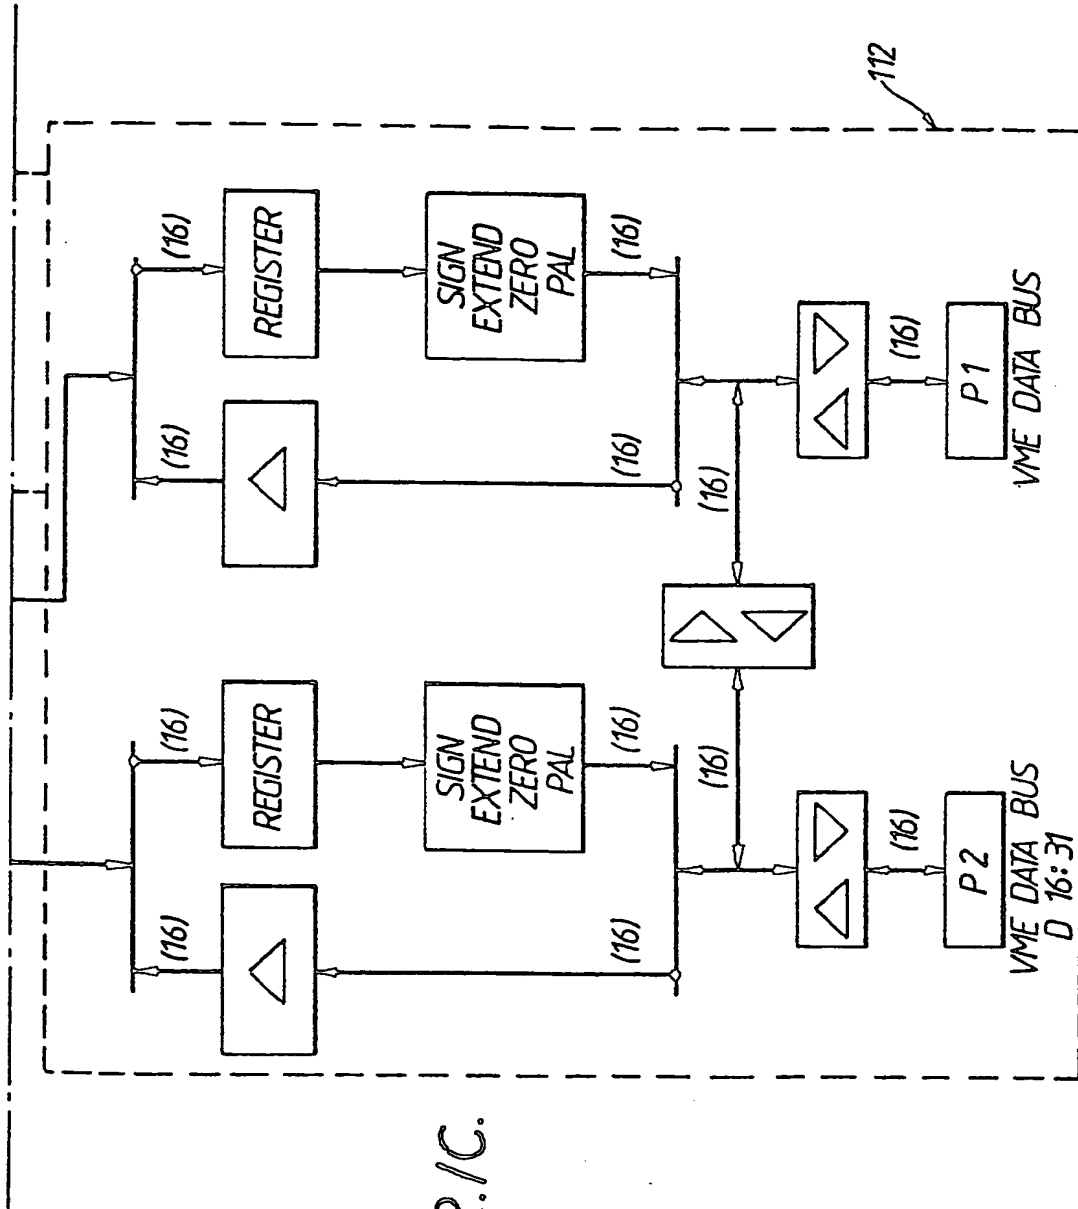 (16)
(16)
(16)
(16)
REGISTER
REGISTER
1C.
SIGN
EXTEND
ZERO
PAL
SIGN
EXTEND
ZERO
PAL
(16)
(16)
(16)
(16)
(16)
(16)
112
(16)
(16)
P2
P1
VME DATA BUS
D 16:31
VME DATA BUS